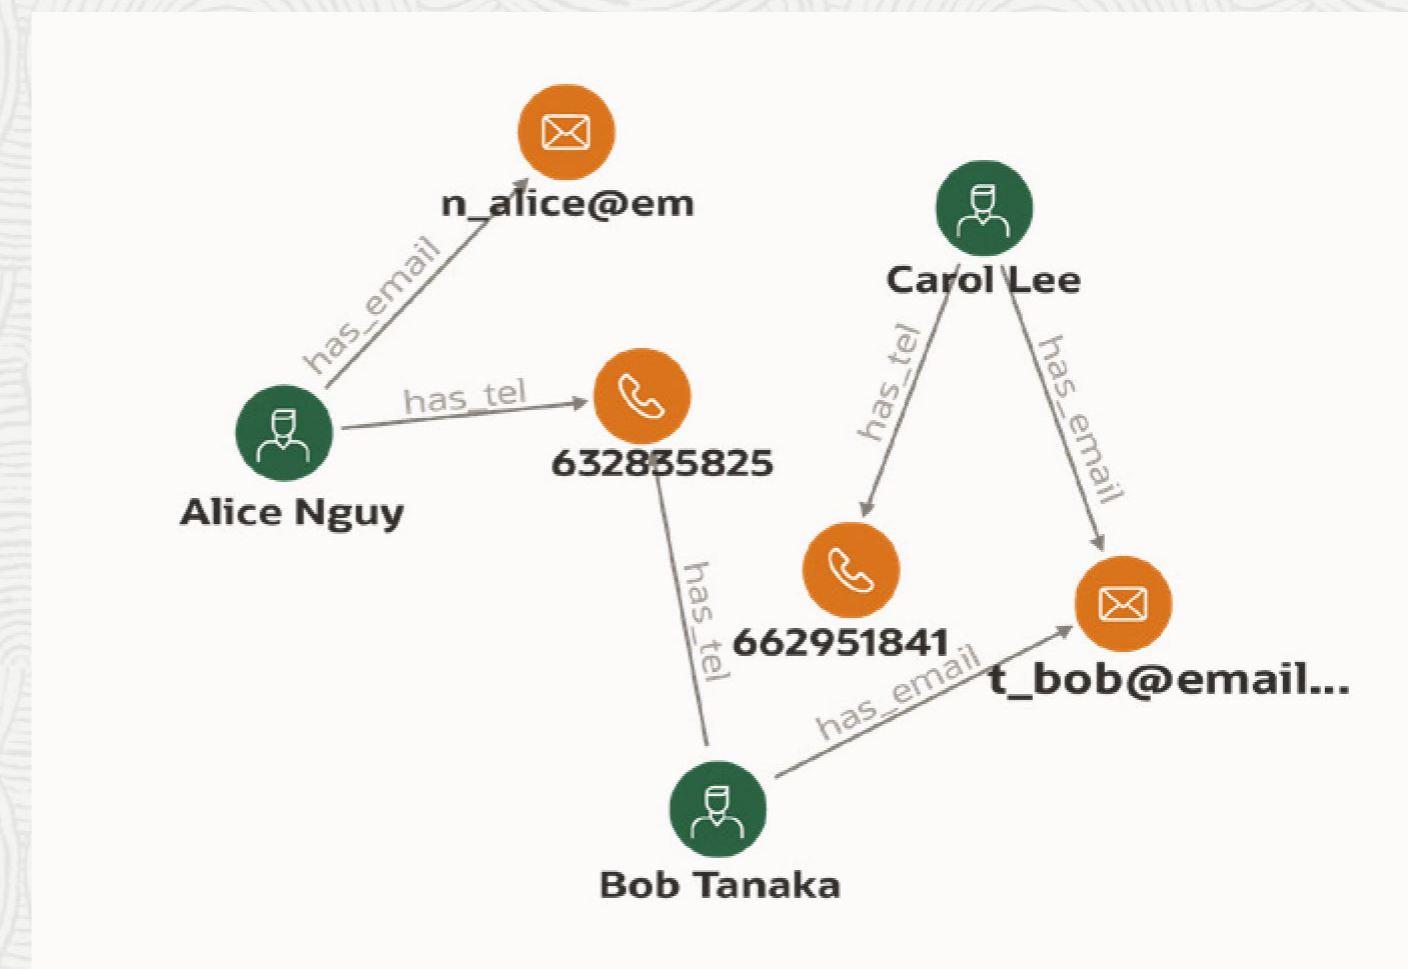 n_alice@em
Carol Lee
has_email
has_tel
has_tel
has_email
632835825
Alice Nguy
has_tel
662951841
has_email
t_bob@email...
Bob Tanaka